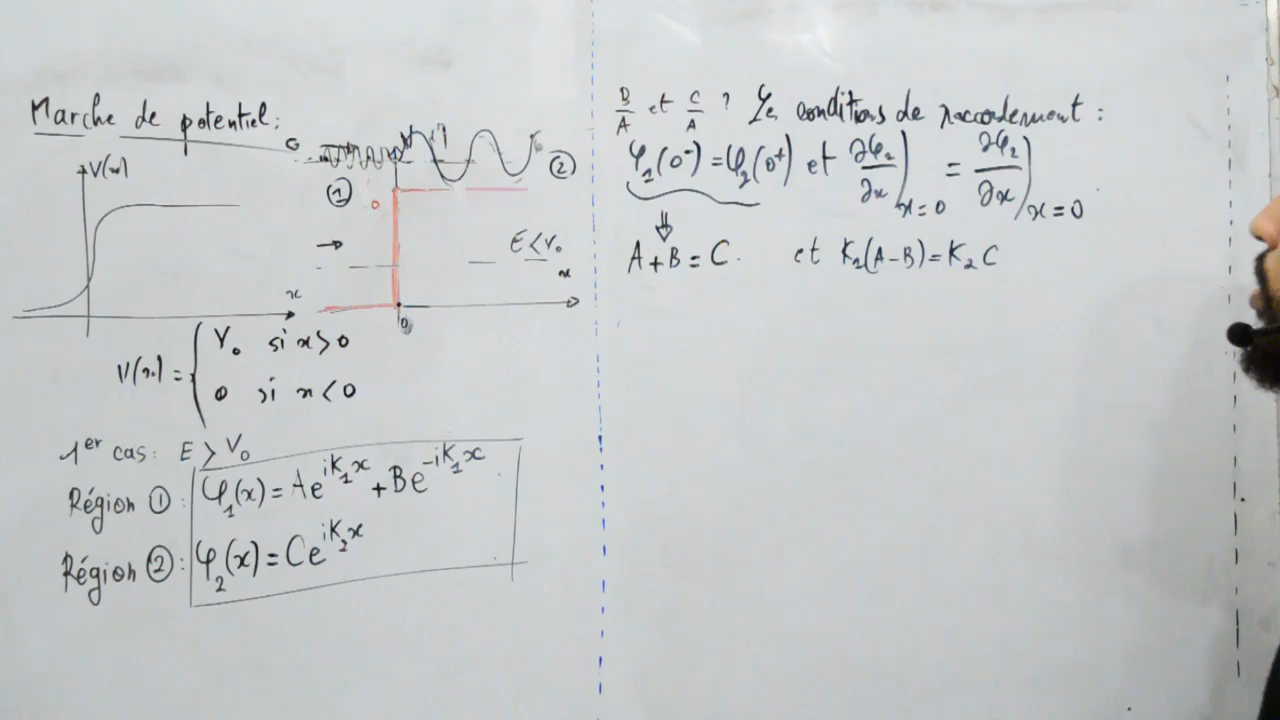 Marche de potentiel:
V(x)
x
E
①
②
0
E < V₀
x
0
V(x) = { V₀ si x > 0
0 si x < 0
1er cas: E > V₀
Région ①: φ₁(x) = Ae^{iK₁x} + Be^{-iK₁x}
Région ②: φ₂(x) = Ce^{iK₂x}
B/A et C/A ? Les conditions de raccordement :
φ₁(0⁻) = φ₂(0⁺) et ∂φ₁/∂x)ₓ₌₀ = ∂φ₂/∂x)ₓ₌₀
⇓
A + B = C. et K₁(A - B) = K₂C